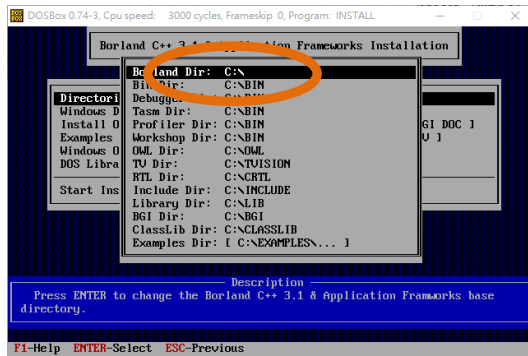 DOSBox 0.74-3, Cpu speed: 3000 cycles, Frameskip 0, Program: INSTALL
Borland C++ 3.1 & Application Frameworks Installation
Borland Dir: C:\
Bin Dir: C:\BIN
Directori Debugger Dir: C:\BIN
Windows D Tasm Dir: C:\BIN
Install O Profiler Dir: C:\BIN GI DOC ]
Examples Workshop Dir: C:\BIN U ]
Windows O OWL Dir: C:\OWL
DOS Libra TV Dir: C:\TVISION
RTL Dir: C:\CRTL
Start Ins Include Dir: C:\INCLUDE
Library Dir: C:\LIB
BGI Dir: C:\BGI
ClassLib Dir: C:\CLASSLIB
Examples Dir: [ C:\EXAMPLES\... ]
Description
Press ENTER to change the Borland C++ 3.1 & Application Framworks base
directory.
F1-Help ENTER-Select ESC-Previous